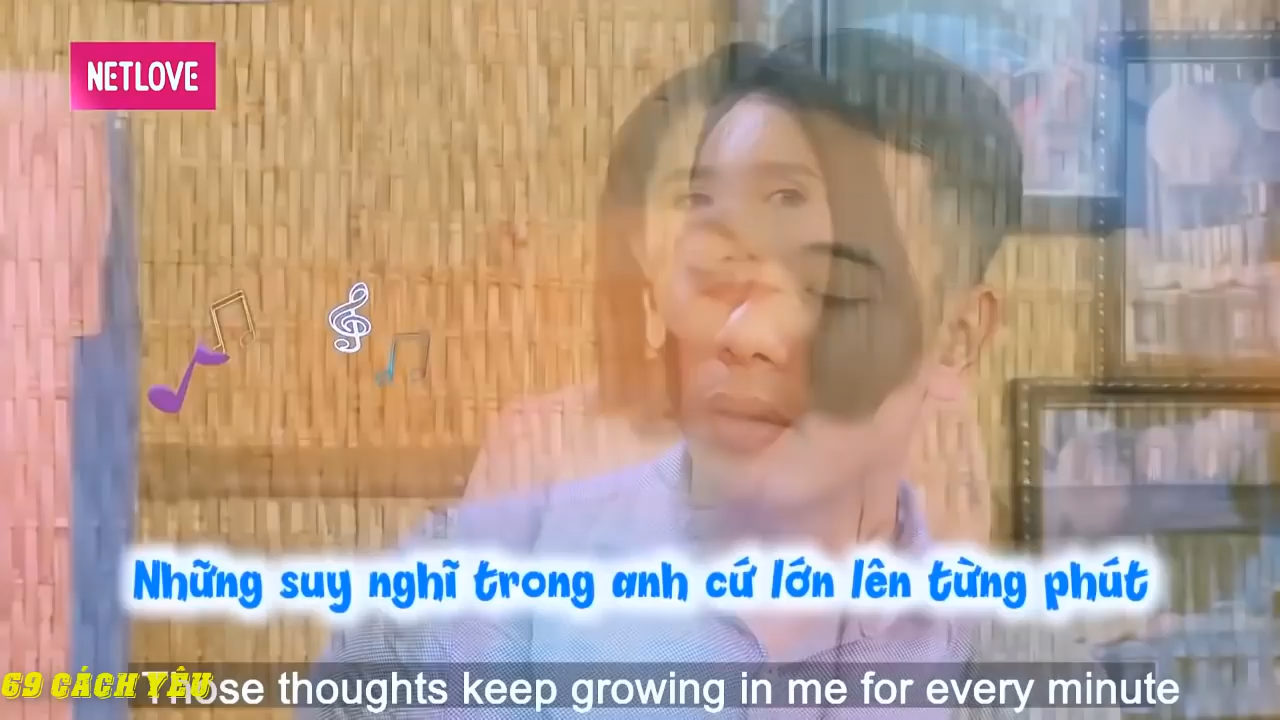 NETLOVE
Những suy nghĩ trong anh cứ lớn lên từng phút
69 CÁCH YÊU
Those thoughts keep growing in me for every minute